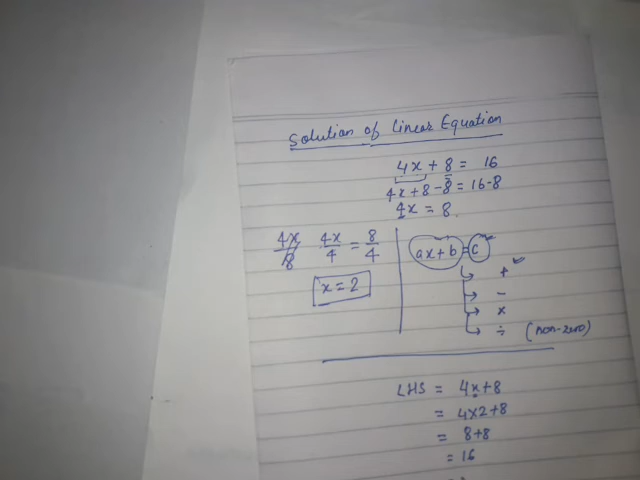 Solution of Linear Equation
4x + 8 = 16
4x + 8 - 8 = 16-8
4x = 8.
4x/8 4x/4 = 8/4
x = 2
ax+b = c
+
-
×
÷ (non-zero)
LHS = 4x+8
= 4×2+8
= 8+8
= 16